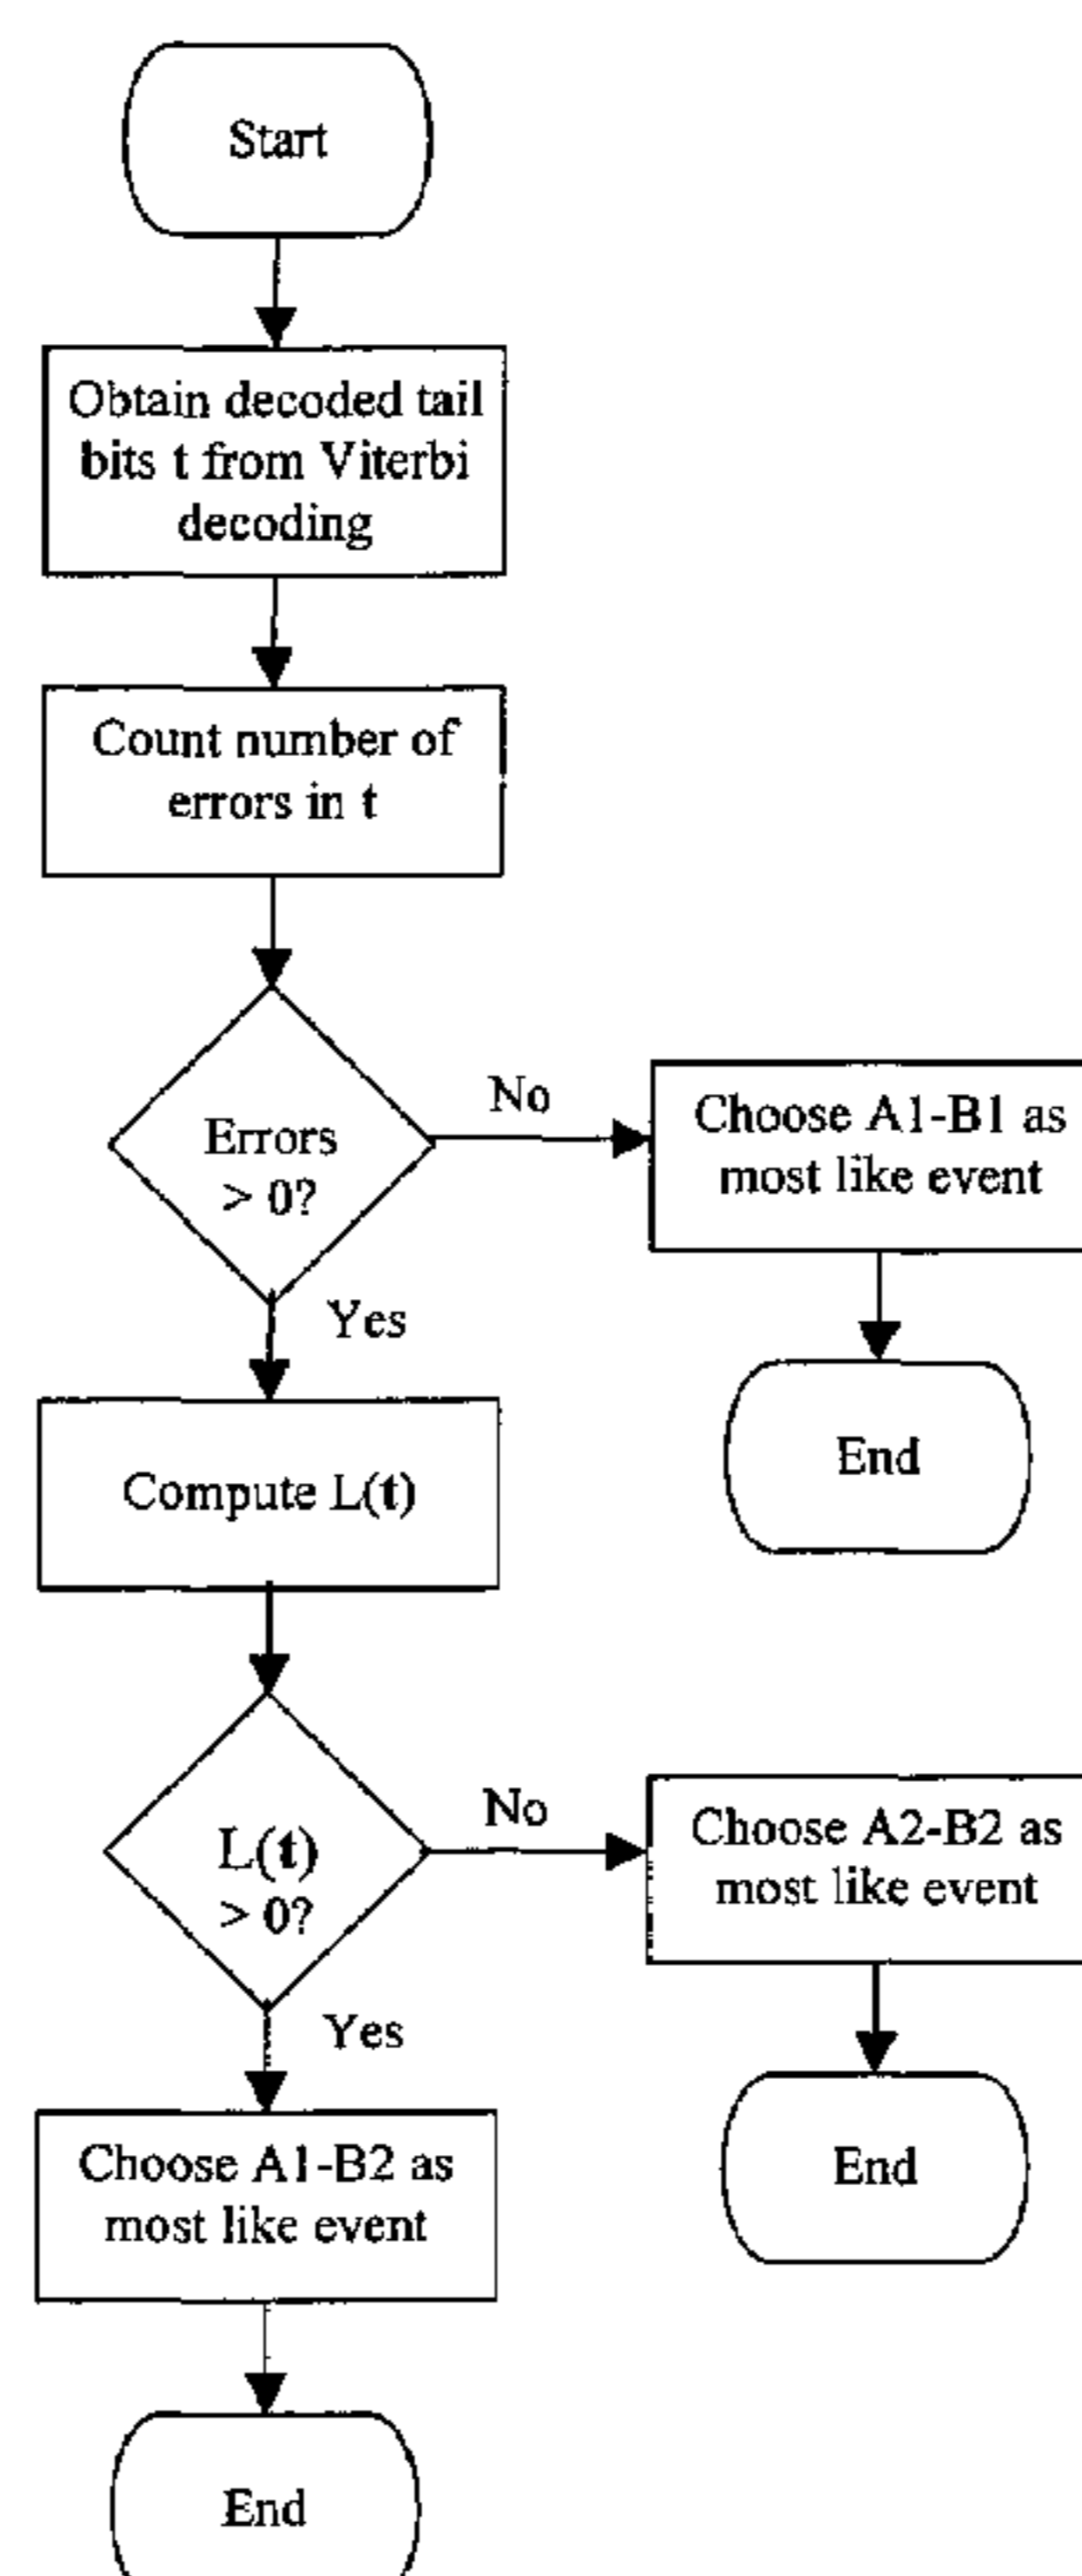 Start
Obtain decoded tail
bits t from Viterbi
decoding
Count number of
errors in t
Errors
> 0?
No
Choose A1-B1 as
most like event
Yes
End
Compute L(t)
L(t)
> 0?
No
Choose A2-B2 as
most like event
Yes
End
Choose A1-B2 as
most like event
End